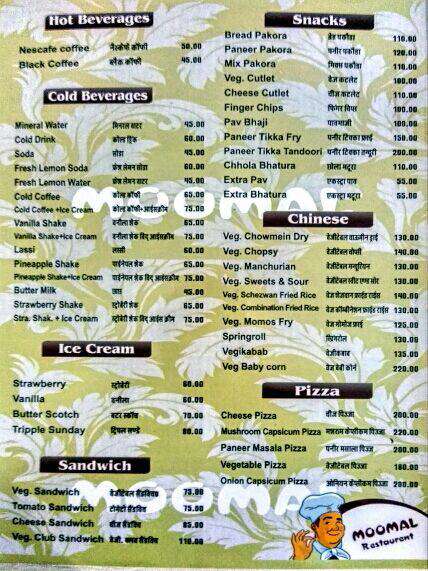 Hot Beverages
Nescafe coffee नैस्केफे कॉफी 50.00
Black Coffee ब्लैक कॉफी 45.00
Cold Beverages
Mineral Water मिनरल वाटर 45.00
Cold Drink कोल्ड ड्रिंक 60.00
Soda सोडा 45.00
Fresh Lemon Soda फ्रेश लेमन सोडा 60.00
Fresh Lemon Water फ्रेश लेमन वाटर 45.00
Cold Coffee कोल्ड कॉफी 65.00
Cold Coffee +Ice Cream कोल्ड कॉफी+आईसक्रीम 75.00
Vanilla Shake वनीला शेक 65.00
Vanilla Shake+Ice Cream वनीला शेक विद आईसक्रीम 75.00
Lassi लस्सी 60.00
Pineapple Shake पाईनेपल शेक 65.00
Pineapple Shake+Ice Cream पाईनेपल शेक विद आईसक्रीम 75.00
Butter Milk छाछ 45.00
Strawberry Shake स्ट्रोबेरी शेक 65.00
Stra. Shak. + Ice Cream स्ट्रोबेरी शेक विद आईसक्रीम 75.00
Ice Cream
Strawberry स्ट्रोबेरी 60.00
Vanilla वनीला 60.00
Butter Scotch बटर स्कॉच 70.00
Tripple Sunday ट्रिपल सण्डे 80.00
Sandwich
Veg. Sandwich वेजीटेबल सैंडविच 75.00
Tomato Sandwich टोमेटो सैंडविच 75.00
Cheese Sandwich चीज सैंडविच 85.00
Veg. Club Sandwich वेजी. क्लब सैंडविच 110.00
Snacks
Bread Pakora ब्रेड पकौडा 110.00
Paneer Pakora पनीर पकौडा 120.00
Mix Pakora मिक्स पकौडा 110.00
Veg. Cutlet वेज कटलेट 100.00
Cheese Cutlet चीज कटलेट 110.00
Finger Chips फिंगर चिप्स 100.00
Pav Bhaji पावभाजी 100.00
Paneer Tikka Fry पनीर टिक्का फ्राई 150.00
Paneer Tikka Tandoori पनीर टिक्का तन्दूरी 200.00
Chhola Bhatura छोला भटूरा 110.00
Extra Pav एक्स्ट्रा पाव 55.00
Extra Bhatura एक्स्ट्रा भटूरा 55.00
Chinese
Veg. Chowmein Dry वेजीटेबल चाऊमीन ड्राई 130.00
Veg. Chopsy वेजीटेबल चोप्सी 140.00
Veg. Manchurian वेजीटेबल मन्चुरियन 130.00
Veg. Sweets & Sour वेजीटेबल स्वीट एण्ड सोर 130.00
Veg. Schezwan Fried Rice वेज शेजवान फ्राईड राईस 140.00
Veg. Combination Fried Rice वेज कोम्बीनेशन फ्राईड राईस 130.00
Veg. Momos Fry वेज मोमोज फ्राई 125.00
Springroll स्प्रिंगरोल 130.00
Vegikabab वेजीकबाब 135.00
Veg Baby corn वेज बेबी कोर्न 220.00
Pizza
Cheese Pizza चीज पिज्जा 200.00
Mushroom Capsicum Pizza मशरुम केप्सीकम पिज्जा 200.00
Paneer Masala Pizza पनीर मसाला पिज्जा 200.00
Vegetable Pizza वेजीटेबल पिज्जा 180.00
Onion Capsicum Pizza ओनियन केप्सीकम पिज्जा 200.00
MOOMAL
MOOMAL
MOOMAL
Restaurent